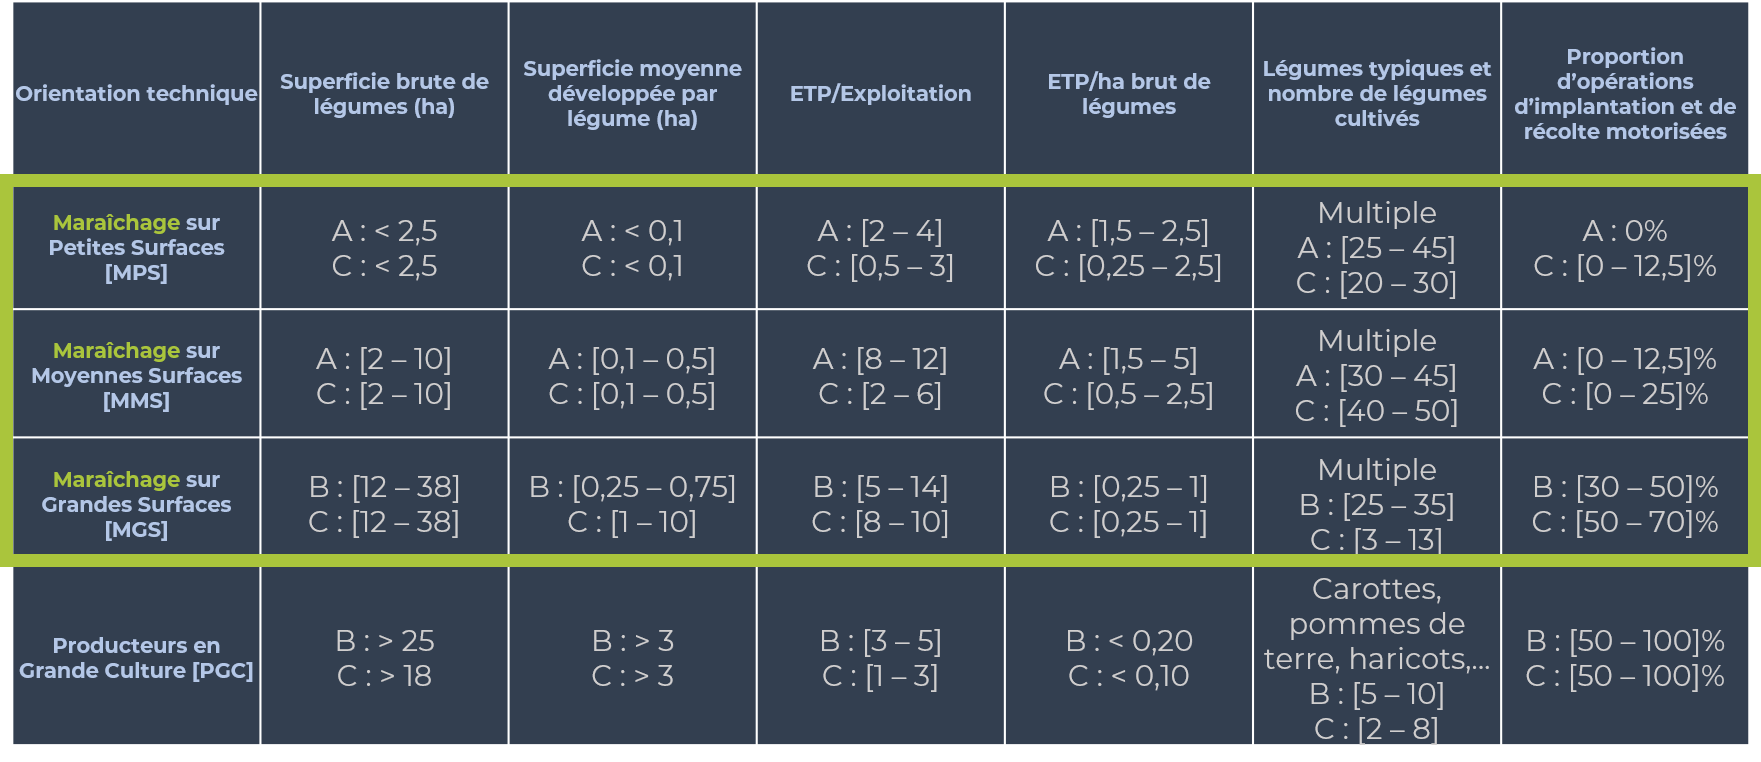 Orientation technique
Superficie brute de
légumes (ha)
Superficie moyenne
développée par
légume (ha)
ETP/Exploitation
ETP/ha brut de
légumes
Légumes typiques et
nombre de légumes
cultivés
Proportion
d’opérations
d’implantation et de
récolte motorisées
Maraîchage sur
Petites Surfaces
[MPS]
A : < 2,5
C : < 2,5
A : < 0,1
C : < 0,1
A : [2 – 4]
C : [0,5 – 3]
A : [1,5 – 2,5]
C : [0,25 – 2,5]
Multiple
A : [25 – 45]
C : [20 – 30]
A : 0%
C : [0 – 12,5]%
Maraîchage sur
Moyennes Surfaces
[MMS]
A : [2 – 10]
C : [2 – 10]
A : [0,1 – 0,5]
C : [0,1 – 0,5]
A : [8 – 12]
C : [2 – 6]
A : [1,5 – 5]
C : [0,5 – 2,5]
Multiple
A : [30 – 45]
C : [40 – 50]
A : [0 – 12,5]%
C : [0 – 25]%
Maraîchage sur
Grandes Surfaces
[MGS]
B : [12 – 38]
C : [12 – 38]
B : [0,25 – 0,75]
C : [1 – 10]
B : [5 – 14]
C : [8 – 10]
B : [0,25 – 1]
C : [0,25 – 1]
Multiple
B : [25 – 35]
C : [3 – 13]
B : [30 – 50]%
C : [50 – 70]%
Producteurs en
Grande Culture [PGC]
B : > 25
C : > 18
B : > 3
C : > 3
B : [3 – 5]
C : [1 – 3]
B : < 0,20
C : < 0,10
Carottes,
pommes de
terre, haricots,...
B : [5 – 10]
C : [2 – 8]
B : [50 – 100]%
C : [50 – 100]%